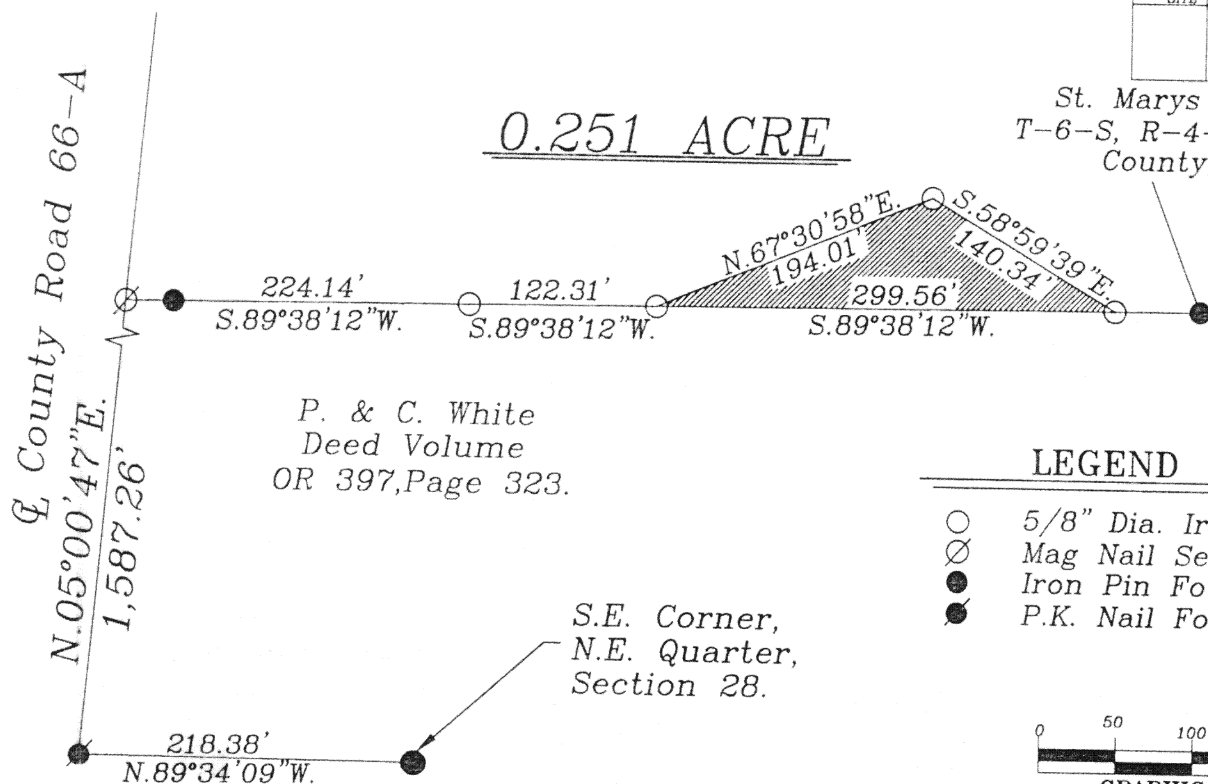 St. Marys
T-6-S, R-4-
County
0.251 ACRE
℄ County Road 66-A
N.05°00'47"E.
1,587.26'
224.14'
S.89°38'12"W.
122.31'
S.89°38'12"W.
N.67°30'58"E.
194.01'
S.58°59'39"E.
140.34'
299.56'
S.89°38'12"W.
P. & C. White
Deed Volume
OR 397,Page 323.
LEGEND
5/8" Dia. Ir
Mag Nail Se
Iron Pin Fo
P.K. Nail Fo
S.E. Corner,
N.E. Quarter,
Section 28.
218.38'
N.89°34'09"W.
0 50 100